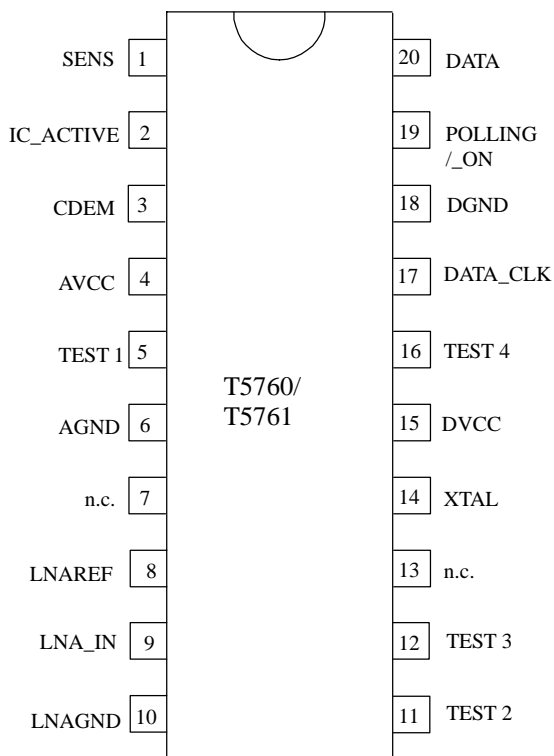 SENS 1
20 DATA
IC_ACTIVE 2
19 POLLING
/_ON
CDEM 3
18 DGND
AVCC 4
17 DATA_CLK
TEST 1 5
16 TEST 4
T5760/
T5761
AGND 6
15 DVCC
n.c. 7
14 XTAL
LNAREF 8
13 n.c.
LNA_IN 9
12 TEST 3
LNAGND 10
11 TEST 2